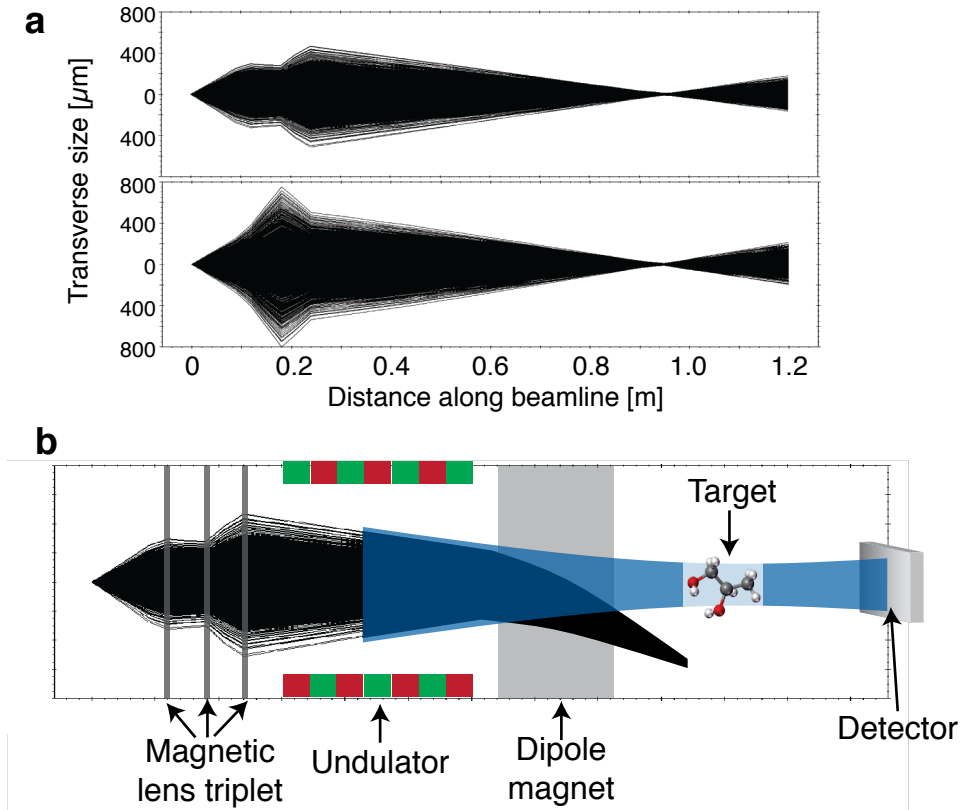 a
800
400
0
400
800
400
0
400
800
Transverse size [µm]
0 0.2 0.4 0.6 0.8 1.0 1.2
Distance along beamline [m]
b
Target
Magnetic
lens triplet
Undulator
Dipole
magnet
Detector